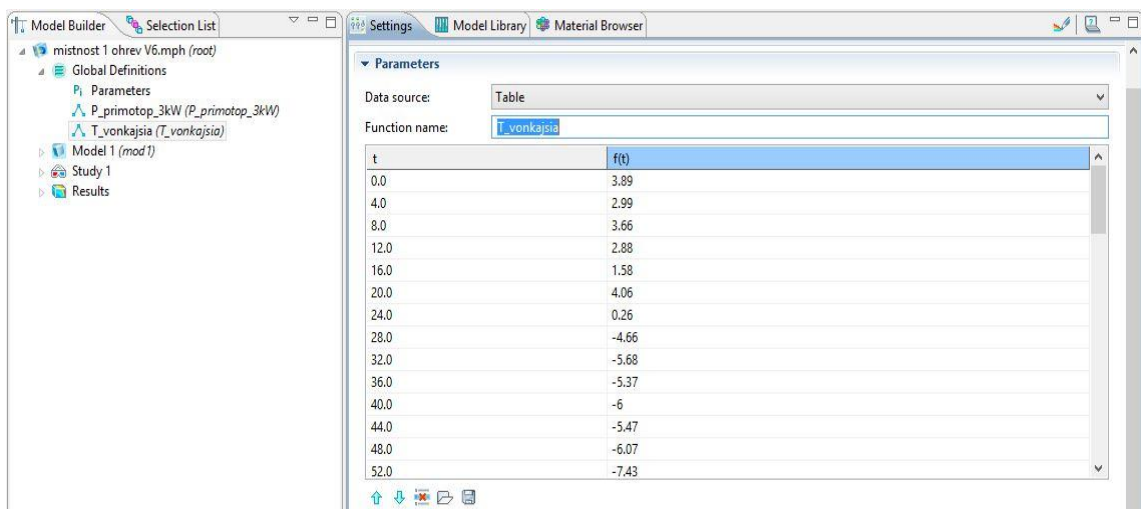 Model Builder Selection List
mistnost 1 ohrev V6.mph (root)
Global Definitions
Pi Parameters
P_primotop_3kW (P_primotop_3kW)
T_vonkajsia (T_vonkajsia)
Model 1 (mod1)
Study 1
Results
Settings Model Library Material Browser
Parameters
Data source: Table
Function name: T_vonkajsia
t f(t)
0.0 3.89
4.0 2.99
8.0 3.66
12.0 2.88
16.0 1.58
20.0 4.06
24.0 0.26
28.0 -4.66
32.0 -5.68
36.0 -5.37
40.0 -6
44.0 -5.47
48.0 -6.07
52.0 -7.43